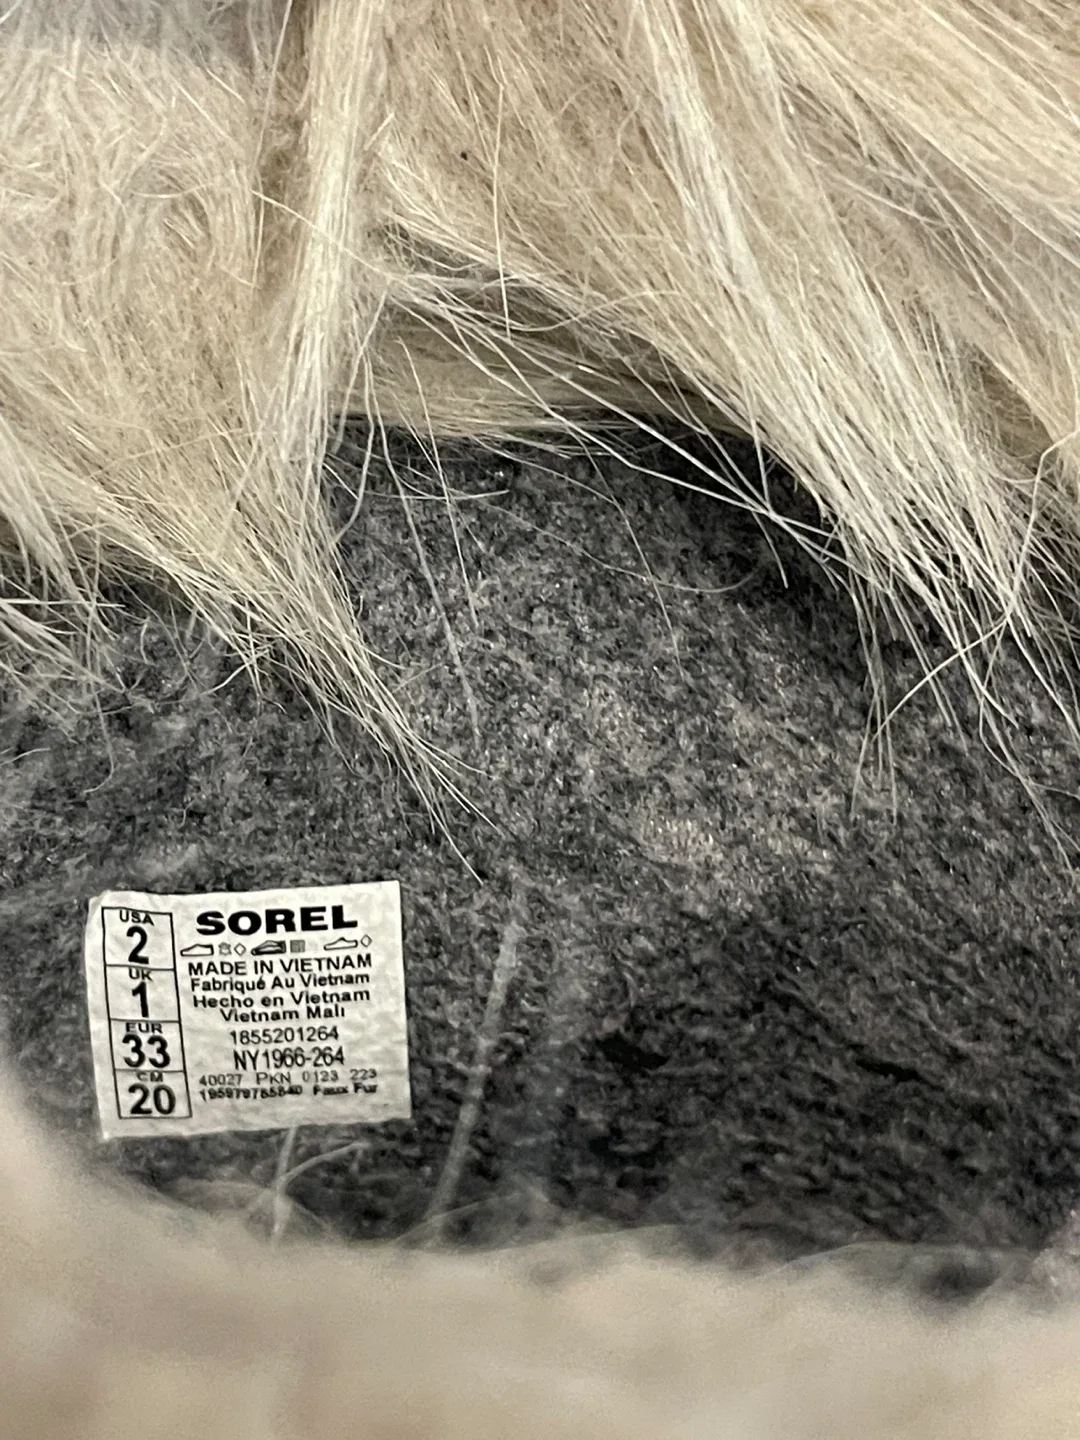 USA
2
UK
1
EUR
33
CM
20
SOREL
MADE IN VIETNAM
Fabriqué Au Vietnam
Hecho en Vietnam
Vietnam Malı
1855201264
NY1966-264
40027 PKN 0123 223
195979765840 Faux Fur